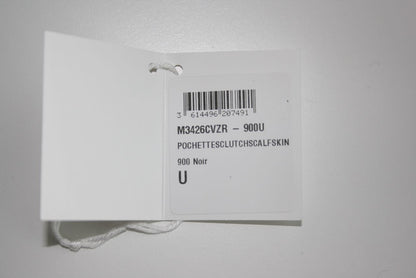 3 614496 207491
M3426CVZR – 900U
POCHETTESCLUTCHSCALFSKIN
900 Noir
U